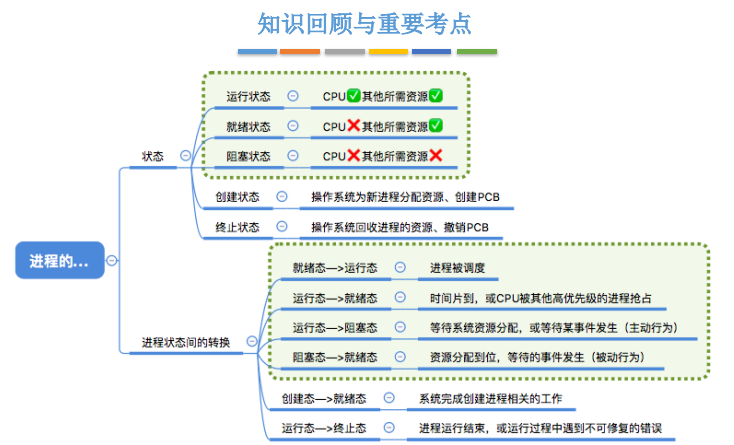 知识回顾与重要考点
进程的...
状态
运行状态
CPU✅其他所需资源✅
就绪状态
CPU❌其他所需资源✅
阻塞状态
CPU❌其他所需资源❌
创建状态
操作系统为新进程分配资源、创建PCB
终止状态
操作系统回收进程的资源、撤销PCB
进程状态间的转换
就绪态—>运行态
进程被调度
运行态—>就绪态
时间片到，或CPU被其他高优先级的进程抢占
运行态—>阻塞态
等待系统资源分配，或等待某事件发生（主动行为）
阻塞态—>就绪态
资源分配到位，等待的事件发生（被动行为）
创建态—>就绪态
系统完成创建进程相关的工作
运行态—>终止态
进程运行结束，或运行过程中遇到不可修复的错误